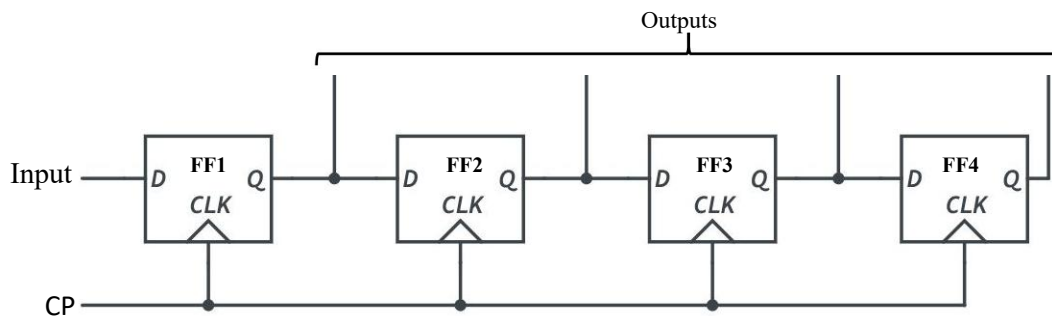 Outputs
FF1 FF2 FF3 FF4
Input D Q D Q D Q D Q
CLK CLK CLK CLK
CP